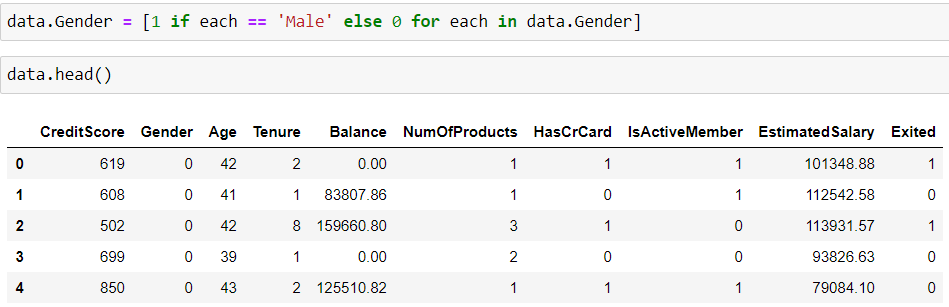 data.Gender = [1 if each == 'Male' else 0 for each in data.Gender]
data.head()
CreditScore Gender Age Tenure Balance NumOfProducts HasCrCard IsActiveMember EstimatedSalary Exited
0 619 0 42 2 0.00 1 1 1 101348.88 1
1 608 0 41 1 83807.86 1 0 1 112542.58 0
2 502 0 42 8 159660.80 3 1 0 113931.57 1
3 699 0 39 1 0.00 2 0 0 93826.63 0
4 850 0 43 2 125510.82 1 1 1 79084.10 0